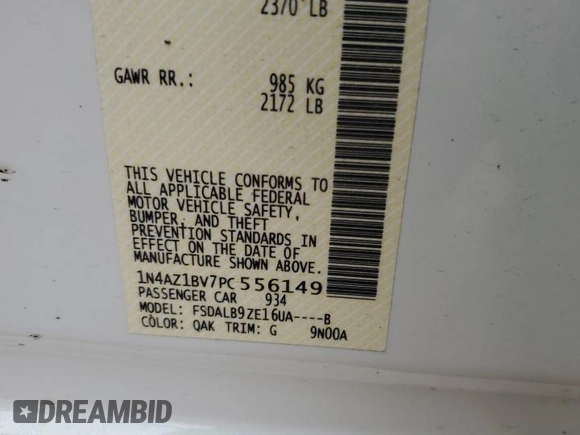 2370 LB
GAWR RR.: 985 KG
2172 LB
THIS VEHICLE CONFORMS TO
ALL APPLICABLE FEDERAL
MOTOR VEHICLE SAFETY,
BUMPER, AND THEFT
PREVENTION STANDARDS IN
EFFECT ON THE DATE OF
MANUFACTURE SHOWN ABOVE.
1N4AZ1BV7PC556149
PASSENGER CAR 934
MODEL: FSDALB9ZE16UA----B
COLOR: QAK TRIM: G 9N00A
DREAMBID